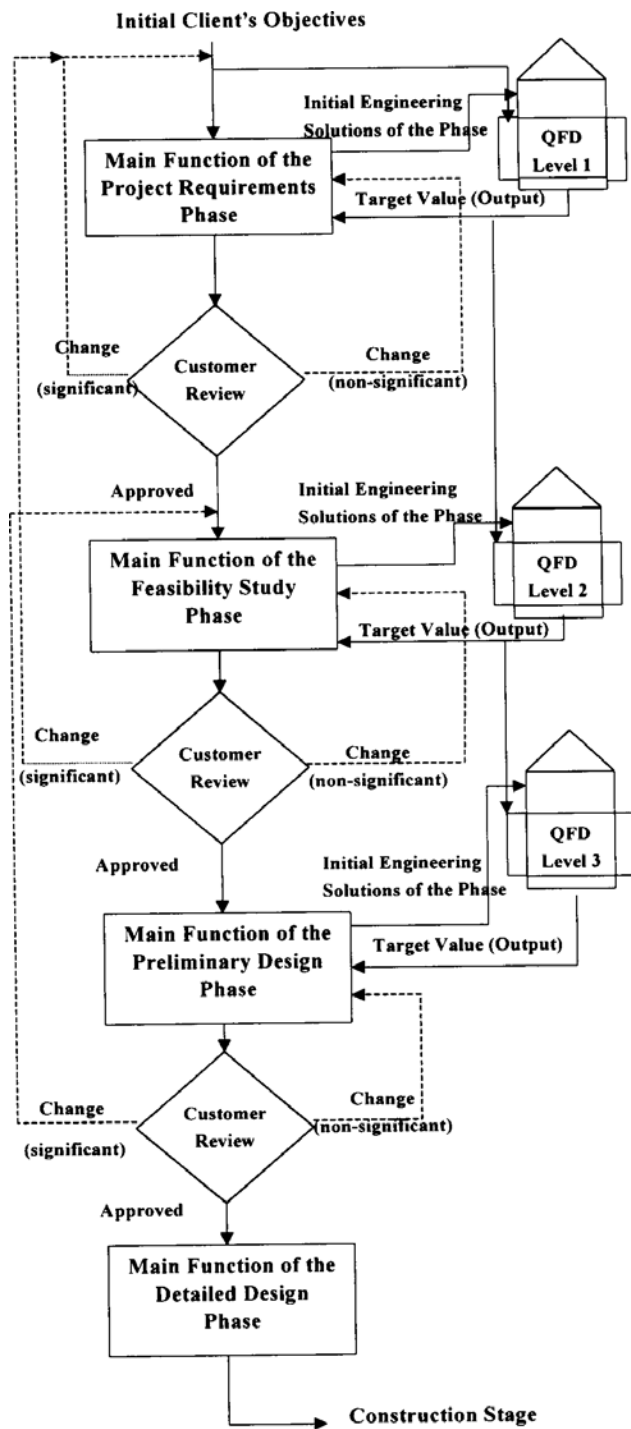 Initial Client's Objectives
Initial Engineering
Solutions of the Phase
QFD
Level 1
Main Function of the
Project Requirements
Phase
Target Value (Output)
Change
(significant)
Customer
Review
Change
(non-significant)
Approved
Initial Engineering
Solutions of the Phase
Main Function of the
Feasibility Study
Phase
QFD
Level 2
Target Value (Output)
Change
(significant)
Customer
Review
Change
(non-significant)
Approved
QFD
Level 3
Initial Engineering
Solutions of the Phase
Main Function of the
Preliminary Design
Phase
Target Value (Output)
Change
(significant)
Customer
Review
Change
(non-significant)
Approved
Main Function of the
Detailed Design
Phase
Construction Stage